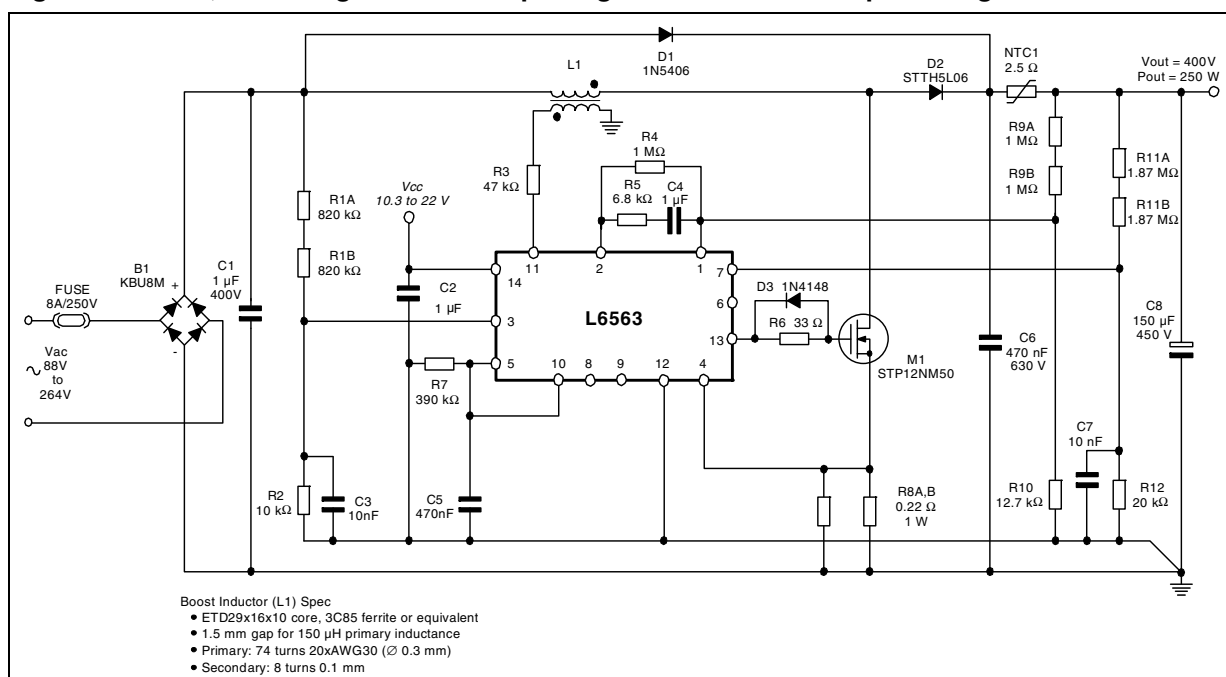 D1
1N5406
L1
D2
STTH5L06
NTC1
2.5 Ω
Vout = 400V
Pout = 250 W
R4
1 MΩ
R5
6.8 kΩ
C4
1 µF
R3
47 kΩ
R9A
1 MΩ
R9B
1 MΩ
R11A
1.87 MΩ
R11B
1.87 MΩ
Vcc
10.3 to 22 V
R1A
820 kΩ
R1B
820 kΩ
B1
KBU8M
+
-
FUSE
8A/250V
C1
1 µF
400V
Vac
88V
to
264V
C2
1 µF
14
11
2
1
7
6
3
13
5
10
8
9
12
4
L6563
D3 1N4148
R6 33 Ω
M1
STP12NM50
C6
470 nF
630 V
C8
150 µF
450 V
R7
390 kΩ
R2
10 kΩ
C3
10nF
C5
470nF
R8A,B
0.22 Ω
1 W
C7
10 nF
R10
12.7 kΩ
R12
20 kΩ
Boost Inductor (L1) Spec
• ETD29x16x10 core, 3C85 ferrite or equivalent
• 1.5 mm gap for 150 µH primary inductance
• Primary: 74 turns 20xAWG30 (∅ 0.3 mm)
• Secondary: 8 turns 0.1 mm